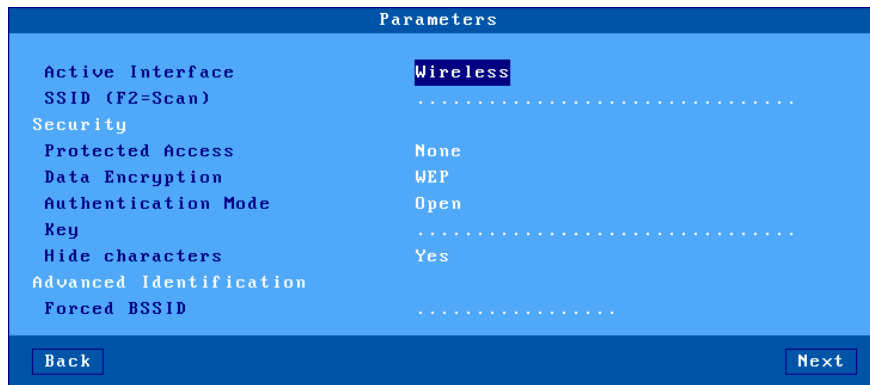 Parameters
Active Interface Wireless
SSID (F2=Scan) ................................
Security
Protected Access None
Data Encryption WEP
Authentication Mode Open
Key ................................
Hide characters Yes
Advanced Identification
Forced BSSID .................
Back Next